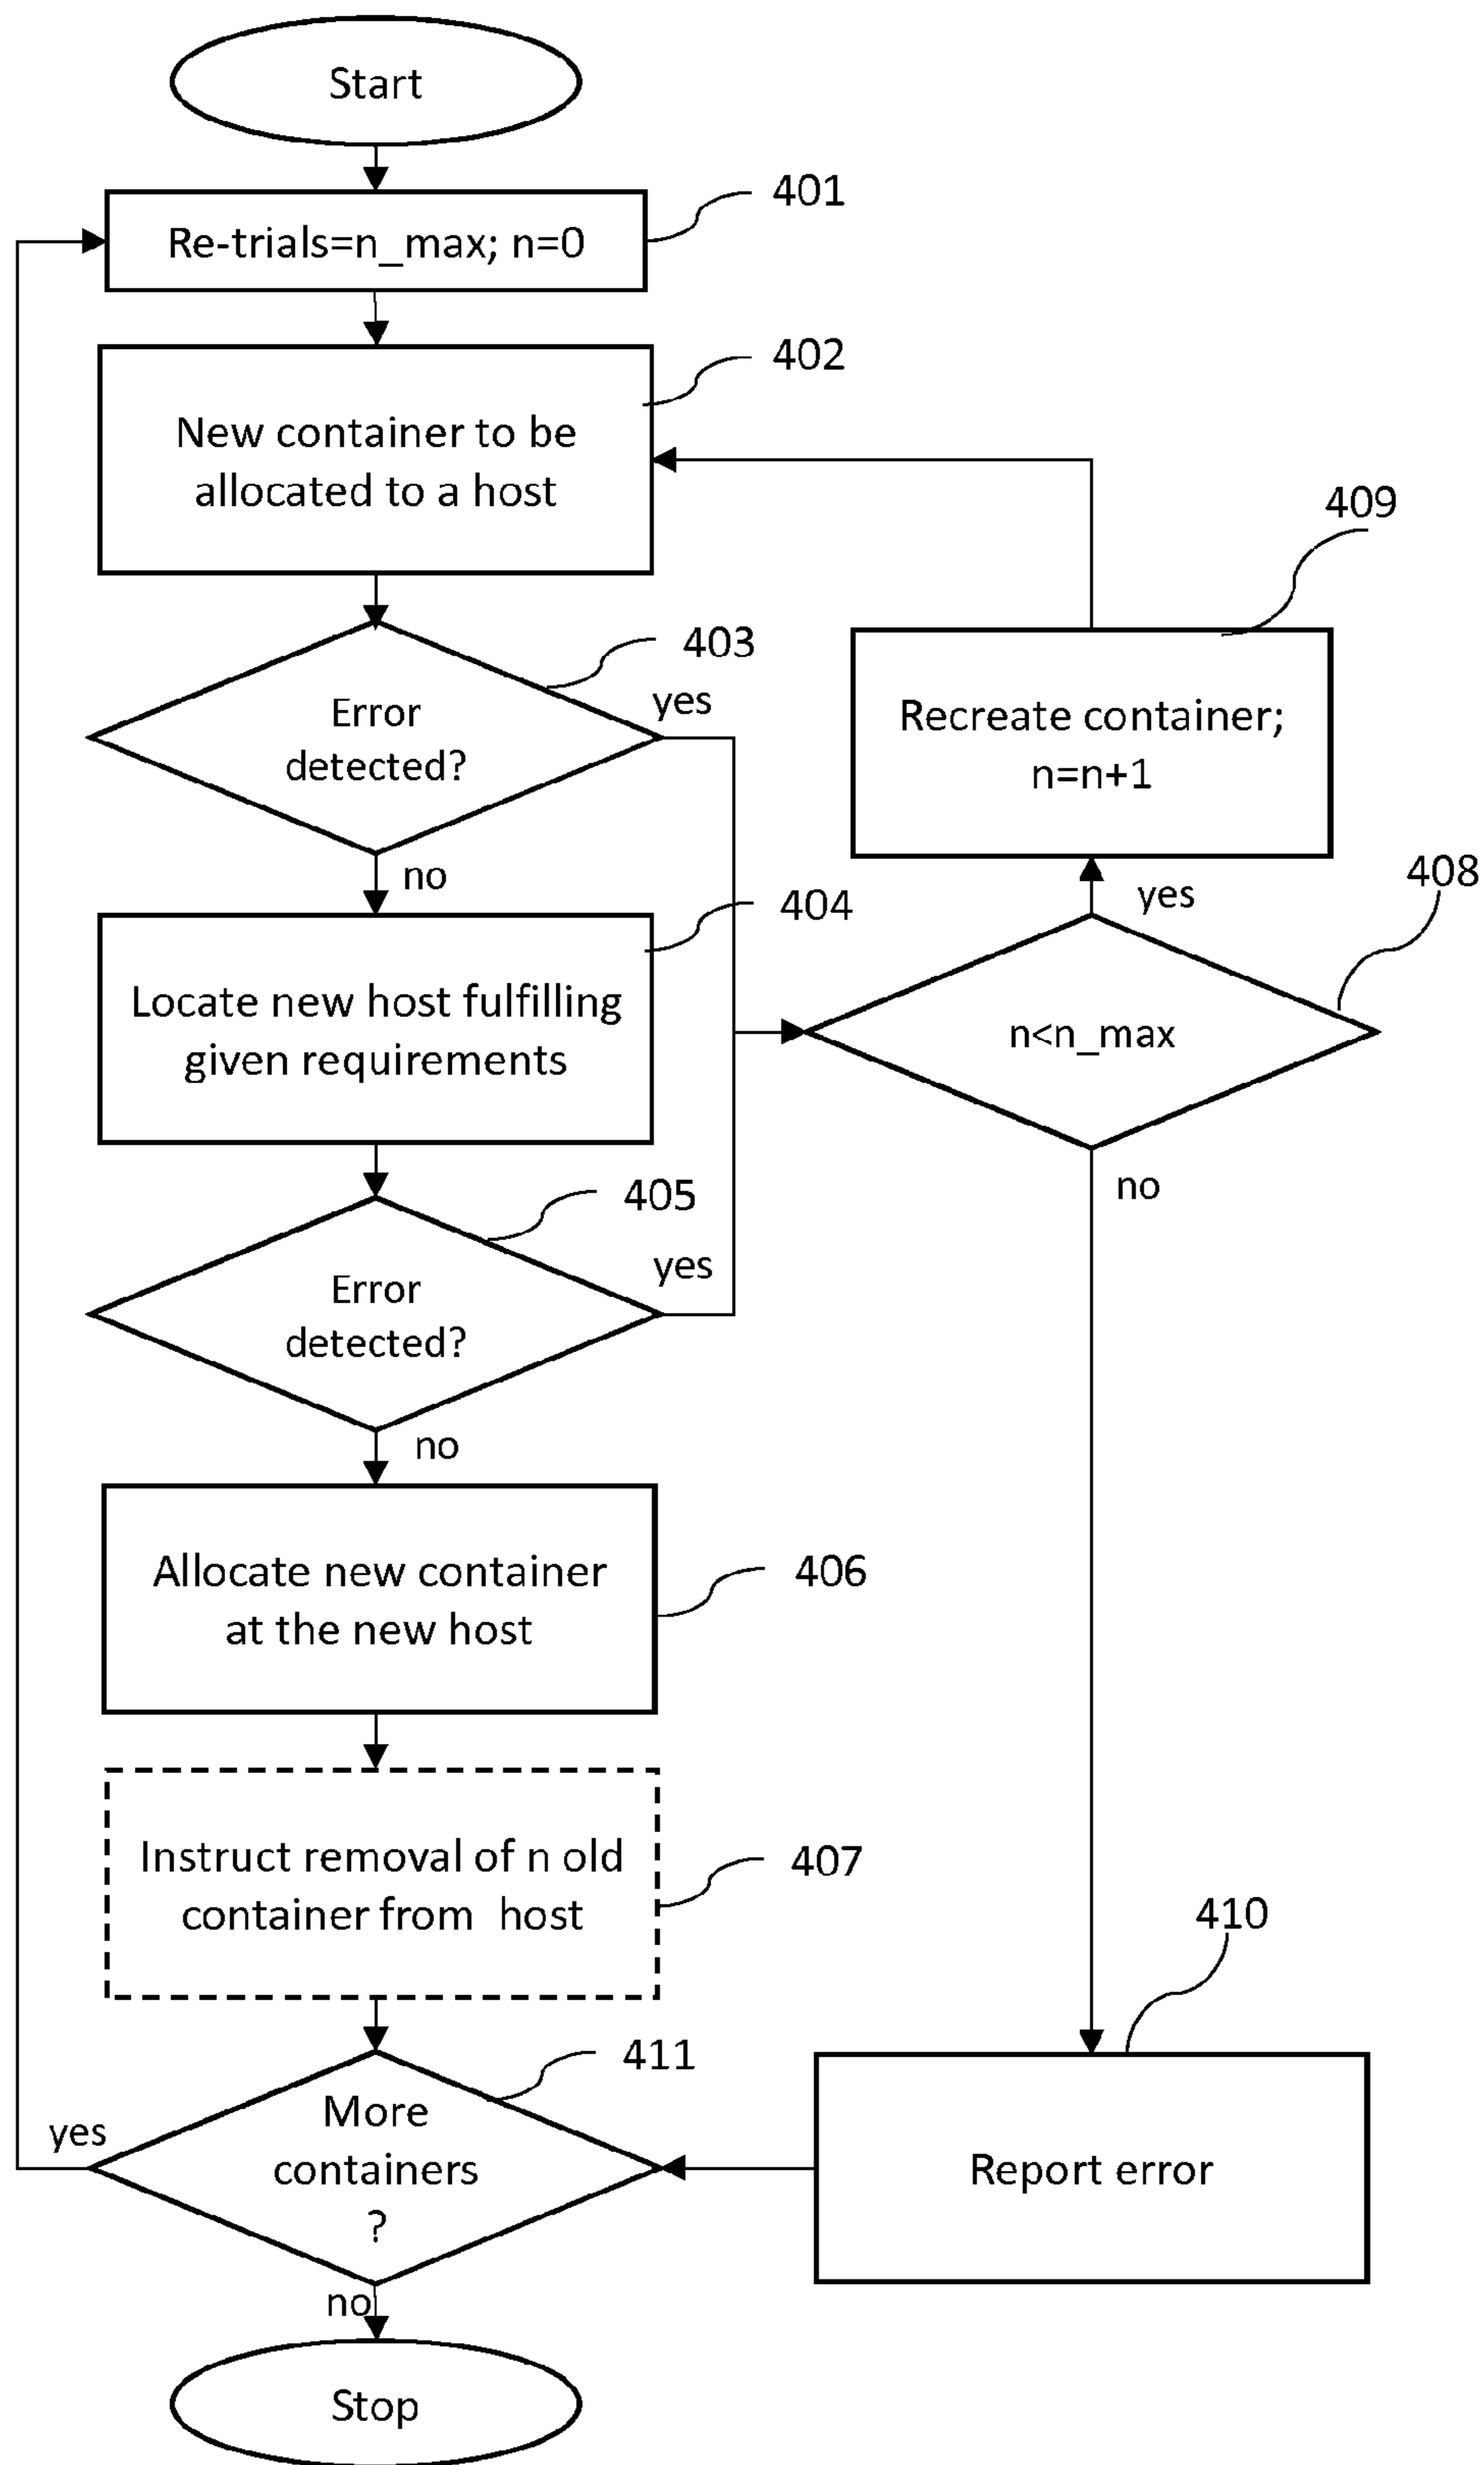 Start
401
Re-trials=n_max; n=0
402
New container to be
allocated to a host
409
403
yes
Error
detected?
Recreate container;
n=n+1
no
404
408
yes
Locate new host fulfilling
given requirements
n<n_max
no
405
yes
Error
detected?
no
Allocate new container
at the new host
406
Instruct removal of n old
container from host
407
410
411
More
containers
?
yes
Report error
no
Stop